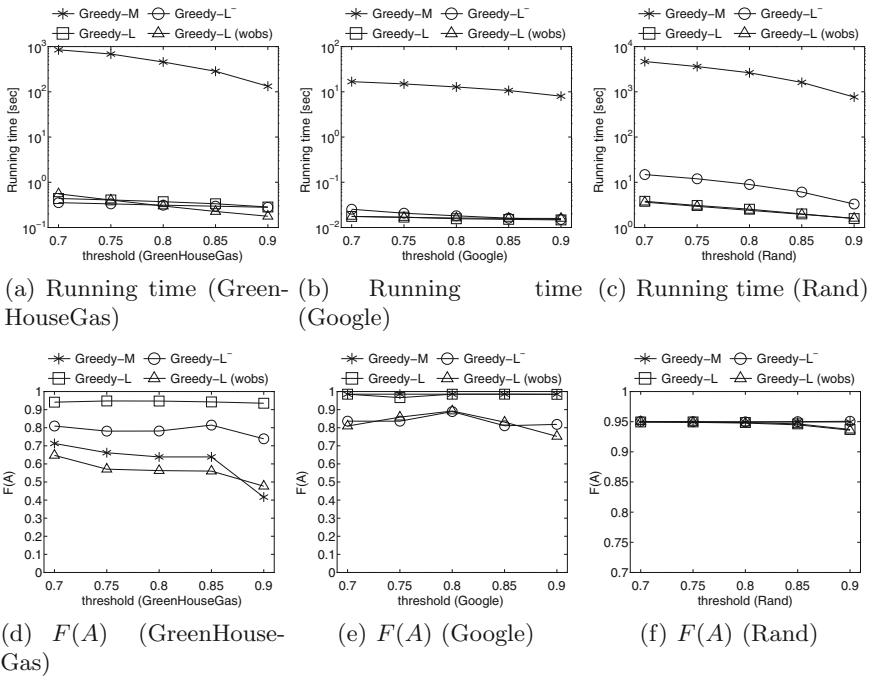 Greedy-M Greedy-L⁻
Greedy-L Greedy-L (wobs)
Running time [sec]
10³
10²
10¹
10⁰
10⁻¹
0.7 0.75 0.8 0.85 0.9
threshold (GreenHouseGas)
(a) Running time (Green-
HouseGas)
Greedy-M Greedy-L⁻
Greedy-L Greedy-L (wobs)
Running time [sec]
10²
10⁰
10⁻²
0.7 0.75 0.8 0.85 0.9
threshold (Google)
(b) Running time
(Google)
Greedy-M Greedy-L⁻
Greedy-L Greedy-L (wobs)
Running time [sec]
10⁴
10²
10⁰
0.7 0.75 0.8 0.85 0.9
threshold (Rand)
(c) Running time (Rand)
Greedy-M Greedy-L⁻
Greedy-L Greedy-L (wobs)
F(A)
1
0.9
0.8
0.7
0.6
0.5
0.4
0.3
0.2
0.1
0
0.7 0.75 0.8 0.85 0.9
threshold (GreenHouseGas)
(d) F(A) (GreenHouse-
Gas)
Greedy-M Greedy-L⁻
Greedy-L Greedy-L (wobs)
F(A)
1
0.9
0.8
0.7
0.6
0.5
0.4
0.3
0.2
0.1
0
0.7 0.75 0.8 0.85 0.9
threshold (Google)
(e) F(A) (Google)
Greedy-M Greedy-L⁻
Greedy-L Greedy-L (wobs)
F(A)
1
0.95
0.9
0.85
0.8
0.75
0.7
0.7 0.75 0.8 0.85 0.9
threshold (Rand)
(f) F(A) (Rand)